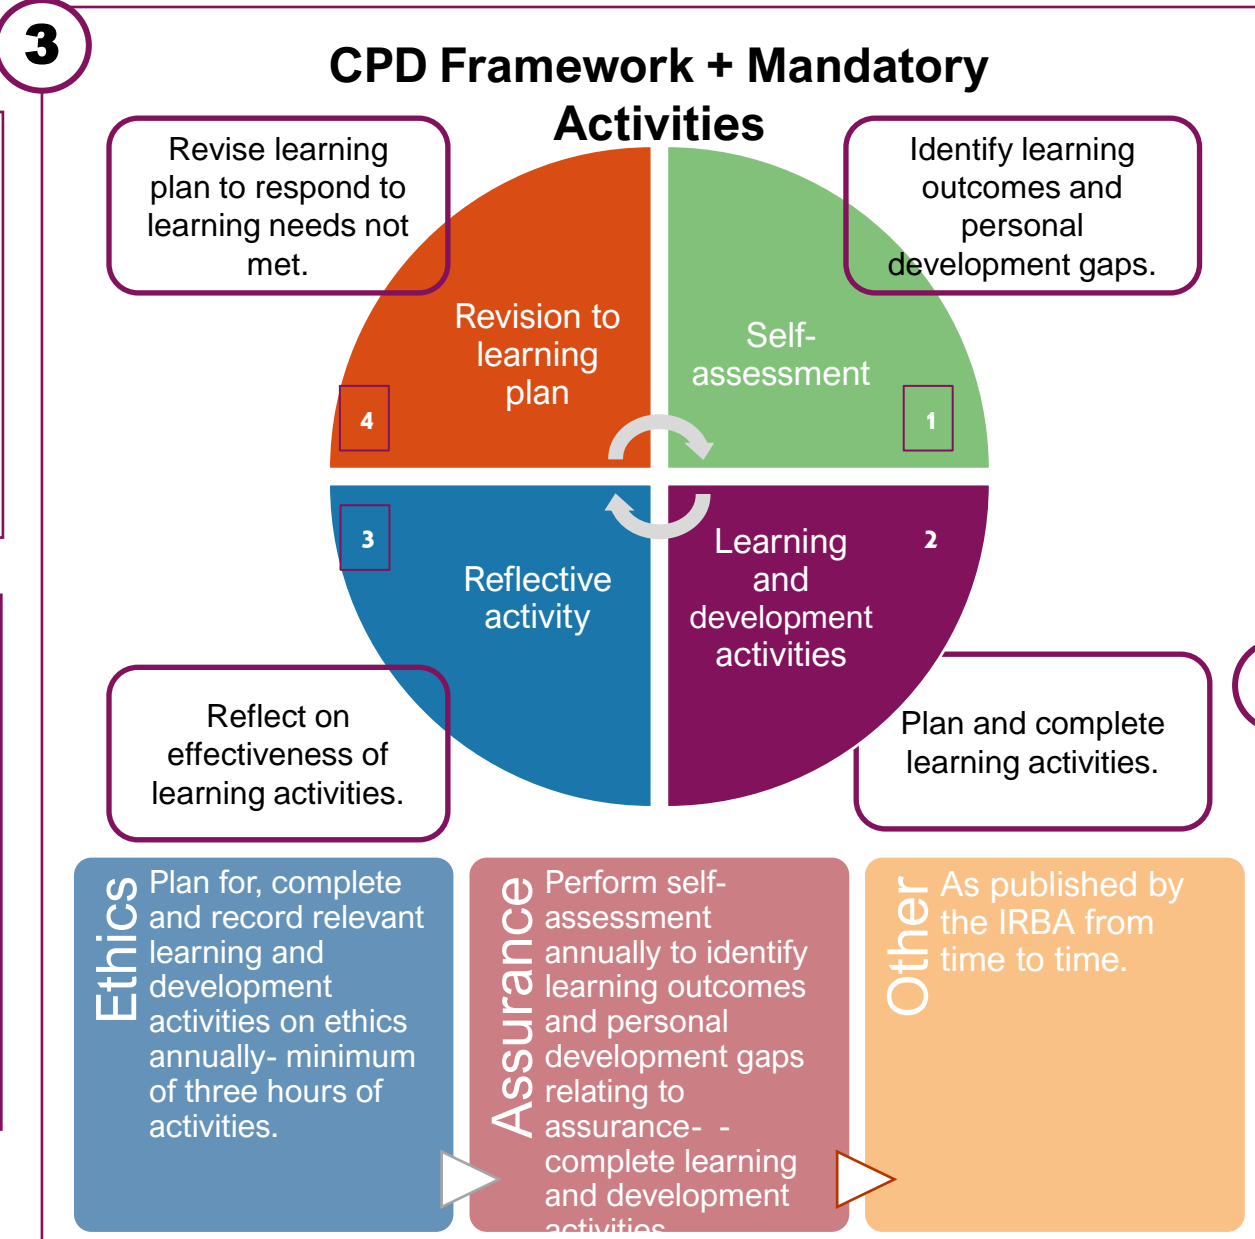 3
CPD Framework + Mandatory
Activities
Revise learning
plan to respond to
learning needs not
met.
Identify learning
outcomes and
personal
development gaps.
Revision to
learning
plan
4
Self-
assessment
1
3
Reflective
activity
Learning
and
development
activities
2
Reflect on
effectiveness of
learning activities.
Plan and complete
learning activities.
Ethics
Plan for, complete
and record relevant
learning and
development
activities on ethics
annually- minimum
of three hours of
activities.
Assurance
Perform self-
assessment
annually to identify
learning outcomes
and personal
development gaps
relating to
assurance- -
complete learning
and development
activities
Other
As published by
the IRBA from
time to time.